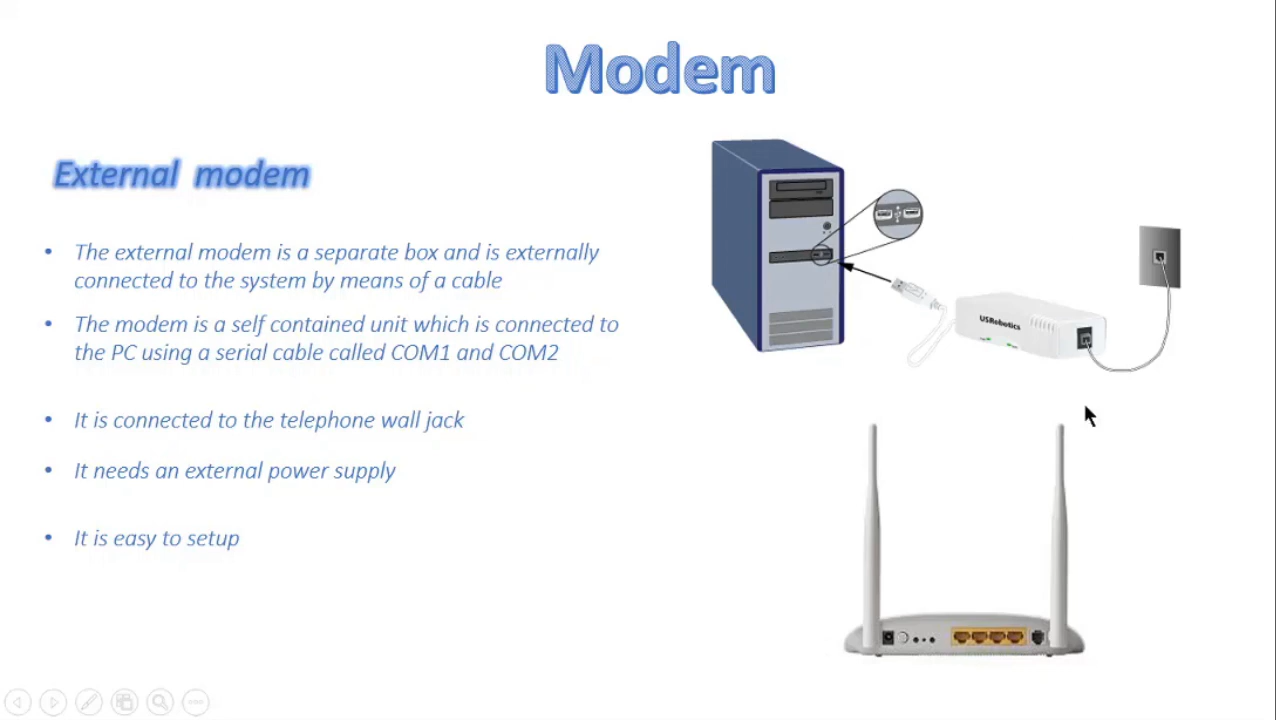 Modem
External modem
• The external modem is a separate box and is externally
connected to the system by means of a cable
• The modem is a self contained unit which is connected to
the PC using a serial cable called COM1 and COM2
• It is connected to the telephone wall jack
• It needs an external power supply
• It is easy to setup
USRobotics